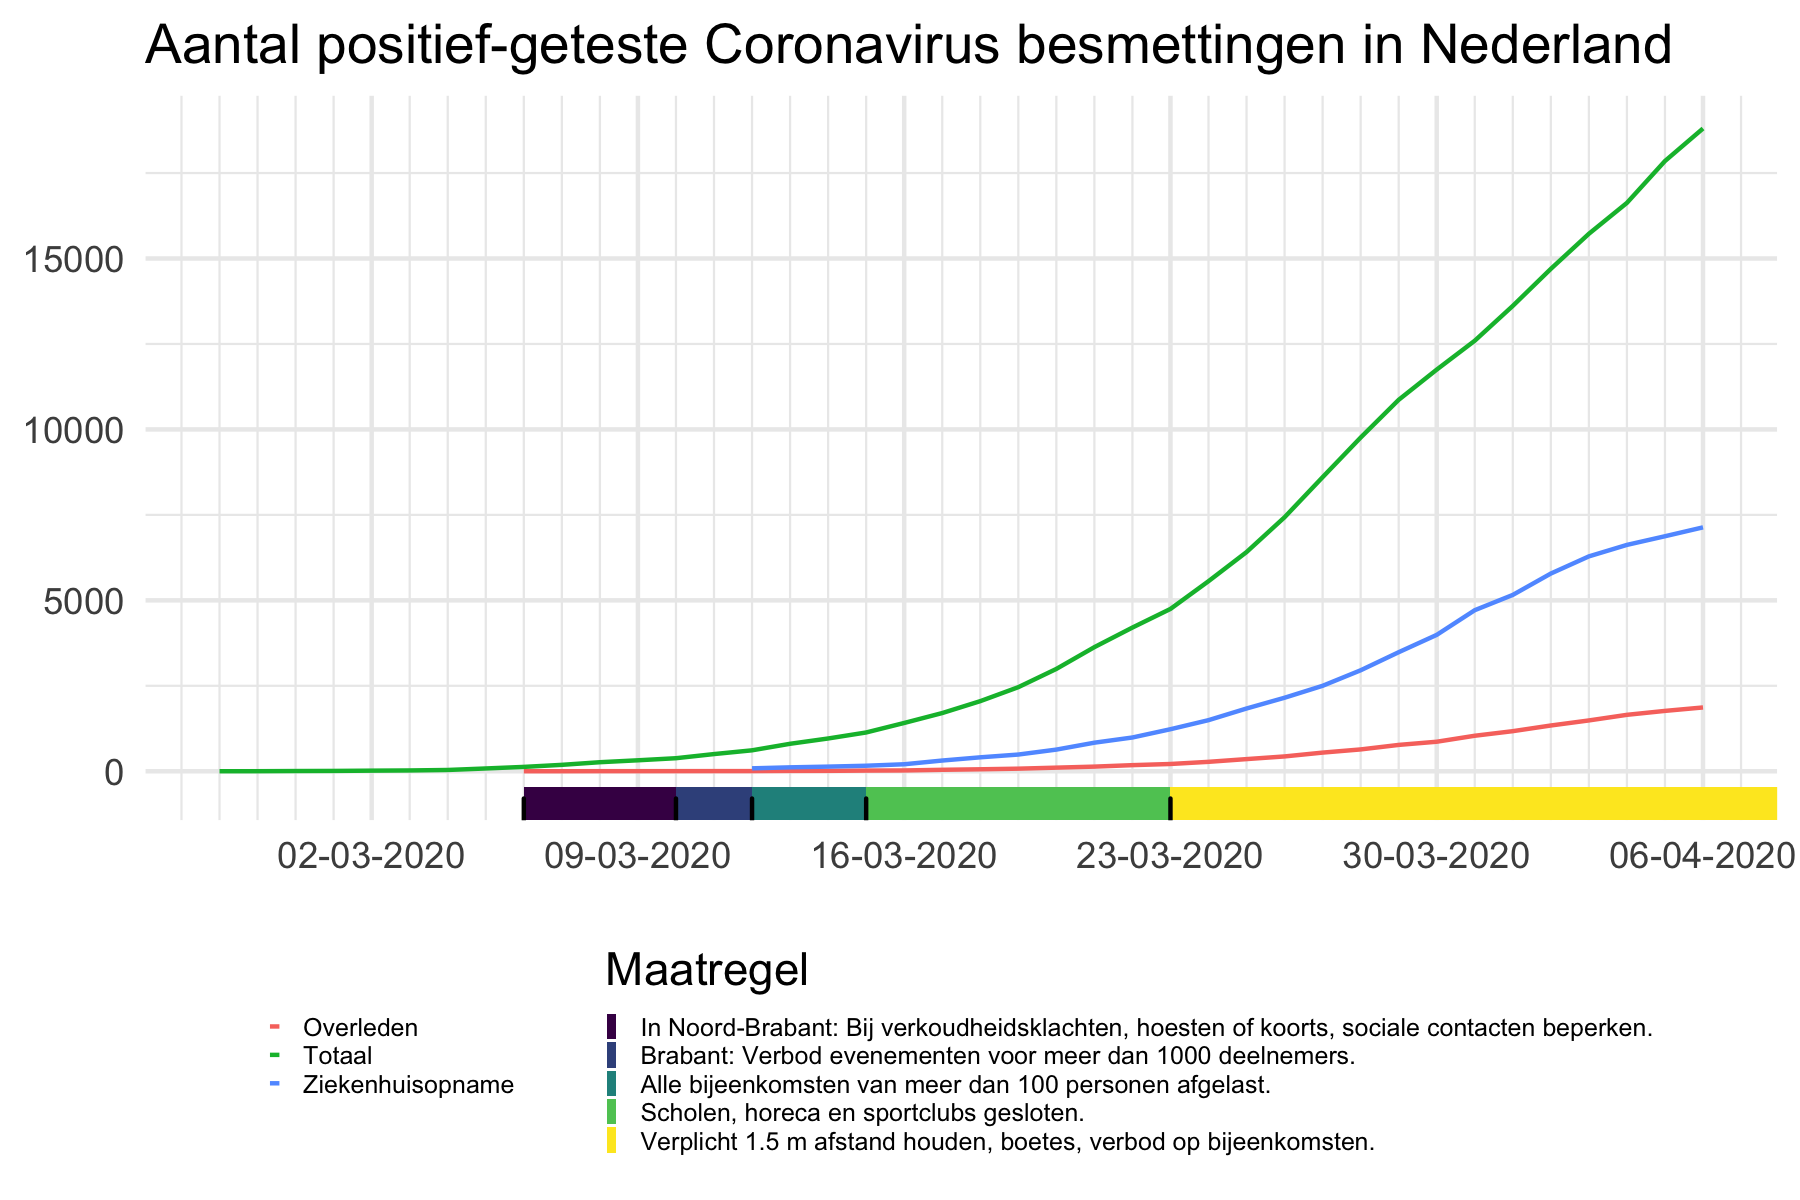 Aantal positief-geteste Coronavirus besmettingen in Nederland
15000
10000
5000
0
02-03-2020 09-03-2020 16-03-2020 23-03-2020 30-03-2020 06-04-2020
Overleden
Totaal
Ziekenhuisopname
Maatregel
In Noord-Brabant: Bij verkoudheidsklachten, hoesten of koorts, sociale contacten beperken.
Brabant: Verbod evenementen voor meer dan 1000 deelnemers.
Alle bijeenkomsten van meer dan 100 personen afgelast.
Scholen, horeca en sportclubs gesloten.
Verplicht 1.5 m afstand houden, boetes, verbod op bijeenkomsten.